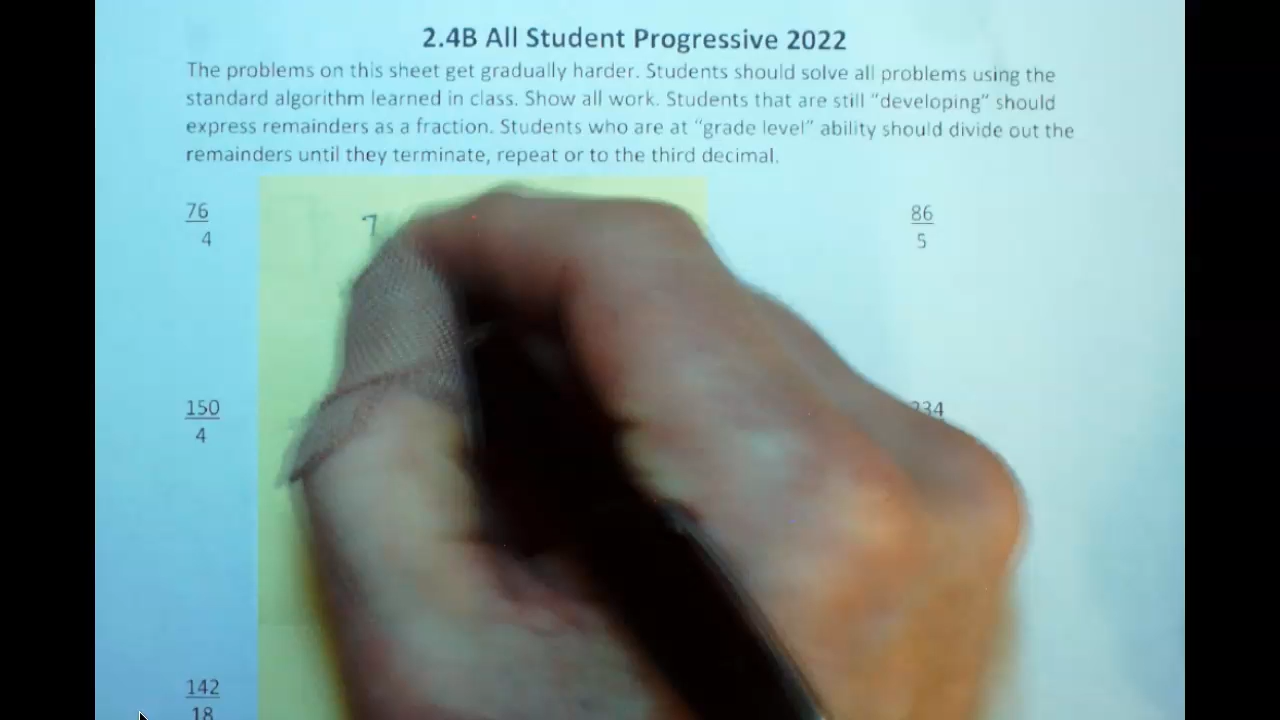 2.4B All Student Progressive 2022
The problems on this sheet get gradually harder. Students should solve all problems using the
standard algorithm learned in class. Show all work. Students that are still “developing” should
express remainders as a fraction. Students who are at “grade level” ability should divide out the
remainders until they terminate, repeat or to the third decimal.
76
4
7
86
5
150
4
334
142
18